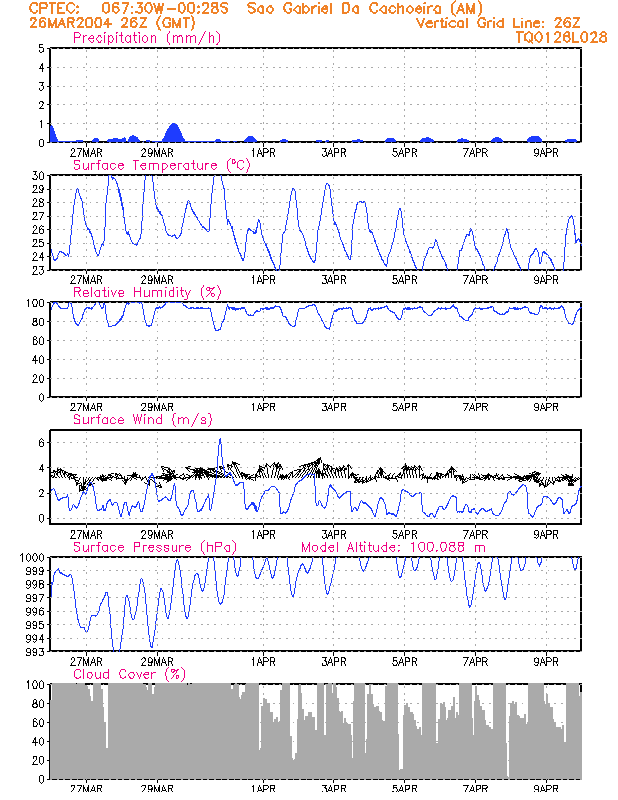 CPTEC: 067:30W-00:28S Sao Gabriel Da Cachoeira (AM)
26MAR2004 26Z (GMT) Vertical Grid Line: 26Z
Precipitation (mm/h) TQ0126L028
5
4
3
2
1
0
27MAR 29MAR 1APR 3APR 5APR 7APR 9APR
Surface Temperature (°C)
30
29
28
27
26
25
24
23
27MAR 29MAR 1APR 3APR 5APR 7APR 9APR
Relative Humidity (%)
100
80
60
40
20
0
27MAR 29MAR 1APR 3APR 5APR 7APR 9APR
Surface Wind (m/s)
6
4
2
0
27MAR 29MAR 1APR 3APR 5APR 7APR 9APR
Surface Pressure (hPa) Model Altitude: 100.088 m
1000
999
998
997
996
995
994
993
27MAR 29MAR 1APR 3APR 5APR 7APR 9APR
Cloud Cover (%)
100
80
60
40
20
0
27MAR 29MAR 1APR 3APR 5APR 7APR 9APR